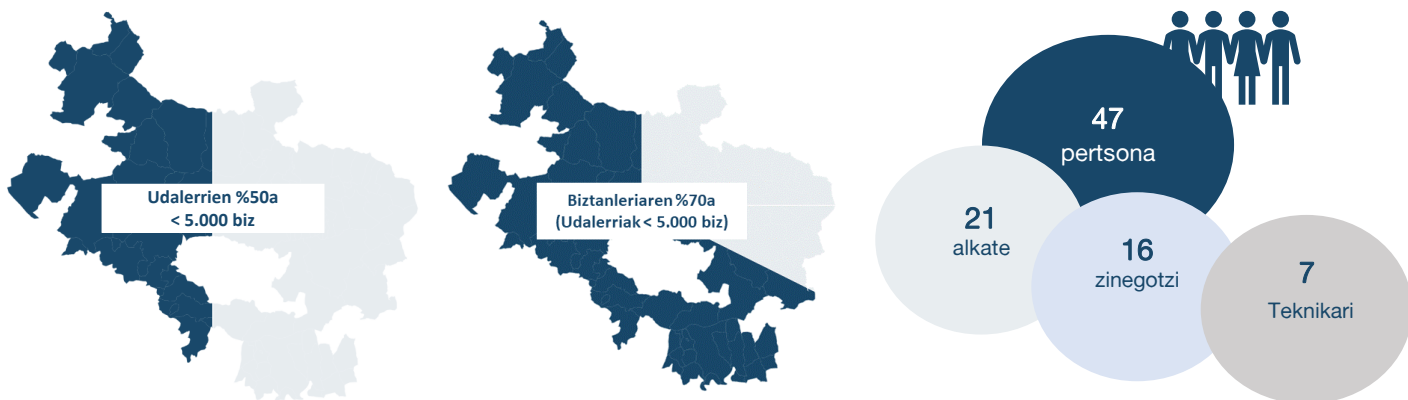 Udalerrien %50a
< 5.000 biz
Biztanleriaren %70a
(Udalerriak < 5.000 biz)
47
pertsona
21
alkate
16
zinegotzi
7
Teknikari